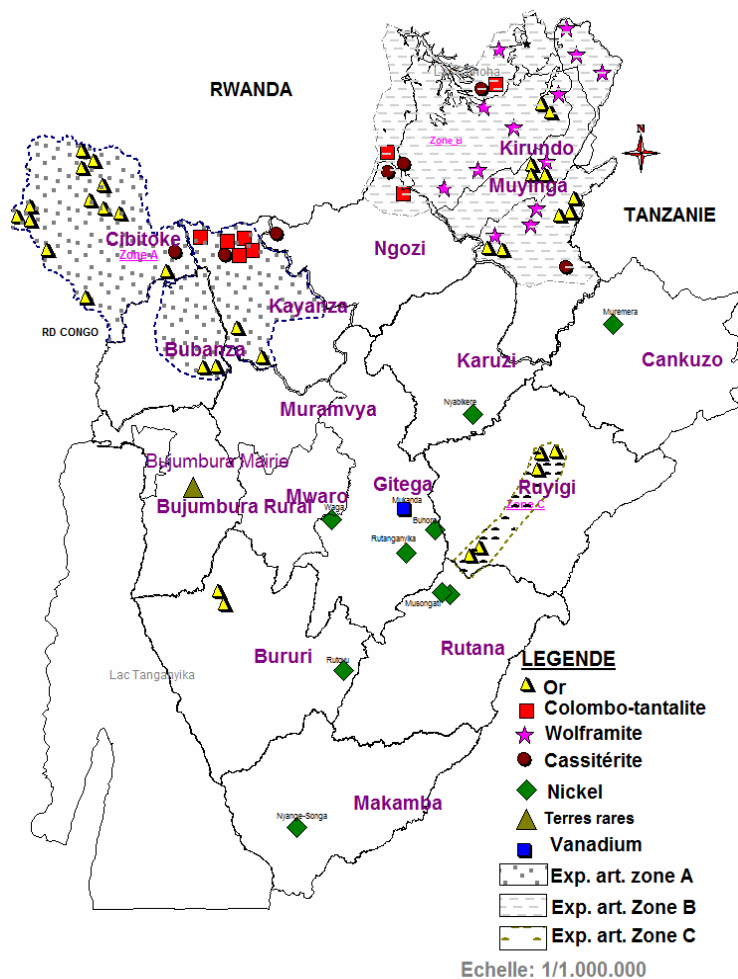 RWANDA
N
Zone B
Kirundo
Muyinga
TANZANIE
Cibitoke
Zone A
Ngozi
Kayanza
RD CONGO
Bubanza
Muremera
Karuzi
Cankuzo
Muramvya
Nyabikere
Bujumbura Mairie
Bujumbura Rural
Mwaro
Waga
Gitega
Mukanda
Buhoro
Rutanganyika
Ruyigi
Zone C
Musongati
Bururi
Rutana
Lac Tanganyika
Makamba
Nyange-Songa
LEGENDE
Or
Colombo-tantalite
Wolframite
Cassitérite
Nickel
Terres rares
Vanadium
Exp. art. zone A
Exp. art. Zone B
Exp. art. Zone C
Echelle: 1/1.000.000